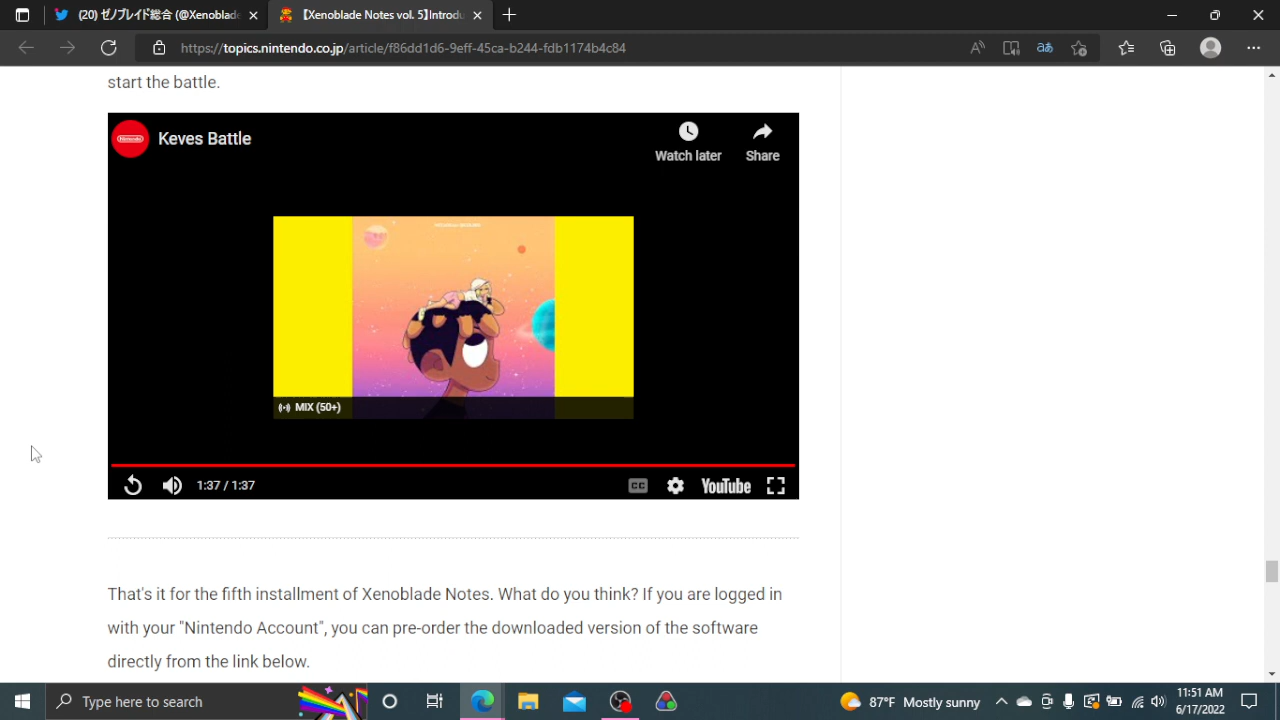 (20) ゼノブレイド総合 (@Xenoblade
【Xenoblade Notes vol. 5】Introdu
https://topics.nintendo.co.jp/article/f86dd1d6-9eff-45ca-b244-fdb1174b4c84
start the battle.
Nintendo
Keves Battle
Watch later
Share
MIX (50+)
1:37 / 1:37
CC
YouTube
That's it for the fifth installment of Xenoblade Notes. What do you think? If you are logged in
with your "Nintendo Account", you can pre-order the downloaded version of the software
directly from the link below.
Type here to search
87°F Mostly sunny
11:51 AM
6/17/2022